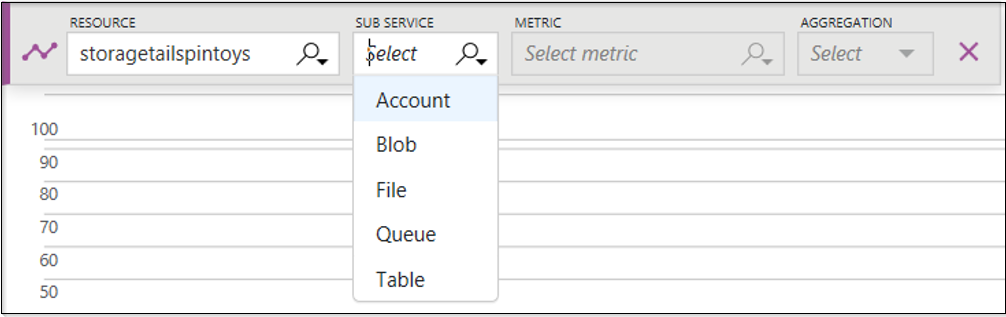 RESOURCE SUB SERVICE METRIC AGGREGATION
storagetailspintoys Select Select metric Select
Account
Blob
File
Queue
Table
100
90
80
70
60
50